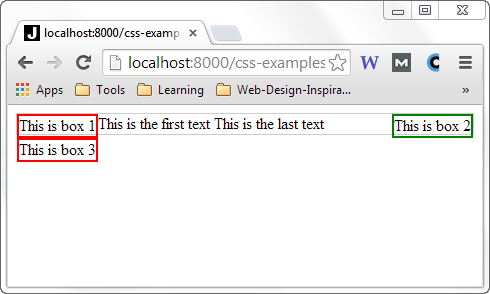 J localhost:8000/css-examp ×
localhost:8000/css-examples W M C
Apps Tools Learning Web-Design-Inspira... »
This is box 1 This is the first text This is the last text This is box 2
This is box 3